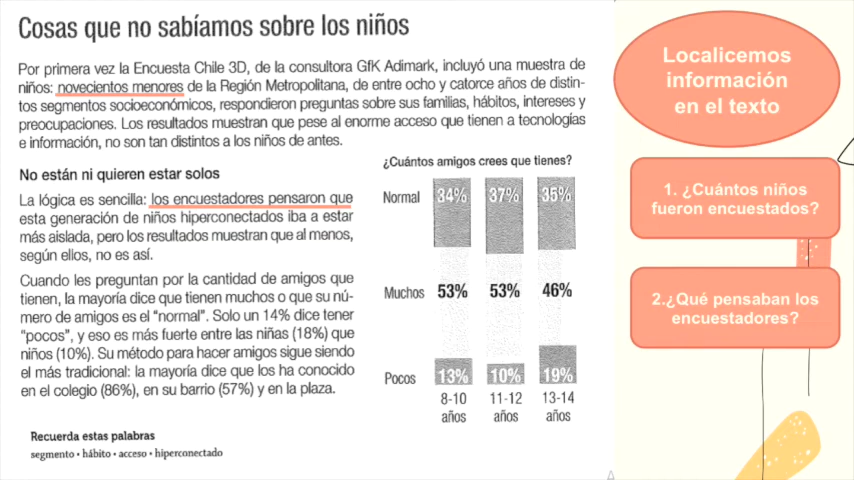 Cosas que no sabíamos sobre los niños
Por primera vez la Encuesta Chile 3D, de la consultora GfK Adimark, incluyó una muestra de
niños: novecientos menores de la Región Metropolitana, de entre ocho y catorce años de distin-
tos segmentos socioeconómicos, respondieron preguntas sobre sus familias, hábitos, intereses y
preocupaciones. Los resultados muestran que pese al enorme acceso que tienen a tecnologías
e información, no son tan distintos a los niños de antes.
No están ni quieren estar solos
La lógica es sencilla: los encuestadores pensaron que
esta generación de niños hiperconectados iba a estar
más aislada, pero los resultados muestran que al menos,
según ellos, no es así.
Cuando les preguntan por la cantidad de amigos que
tienen, la mayoría dice que tienen muchos o que su nú-
mero de amigos es el "normal". Solo un 14% dice tener
"pocos", y eso es más fuerte entre las niñas (18%) que
niños (10%). Su método para hacer amigos sigue siendo
el más tradicional: la mayoría dice que los ha conocido
en el colegio (86%), en su barrio (57%) y en la plaza.
Recuerda estas palabras
segmento • hábito • acceso • hiperconectado
¿Cuántos amigos crees que tienes?
Normal 34% 37% 35%
Muchos 53% 53% 46%
Pocos 13% 10% 19%
8-10 11-12 13-14
años años años
Localicemos
información
en el texto
1. ¿Cuántos niños
fueron encuestados?
2.¿Qué pensaban los
encuestadores?